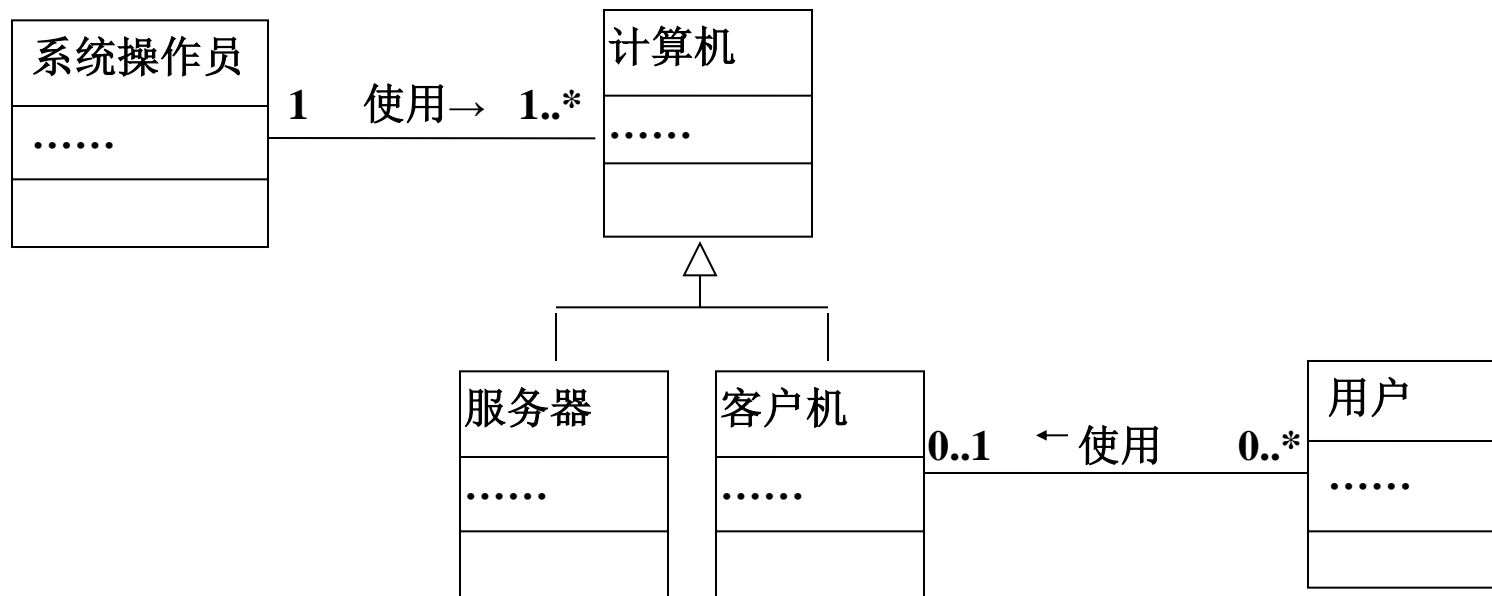 系统操作员
……
1 使用→ 1..*
计算机
……
服务器
……
客户机
……
0..1 ←使用 0..*
用户
……